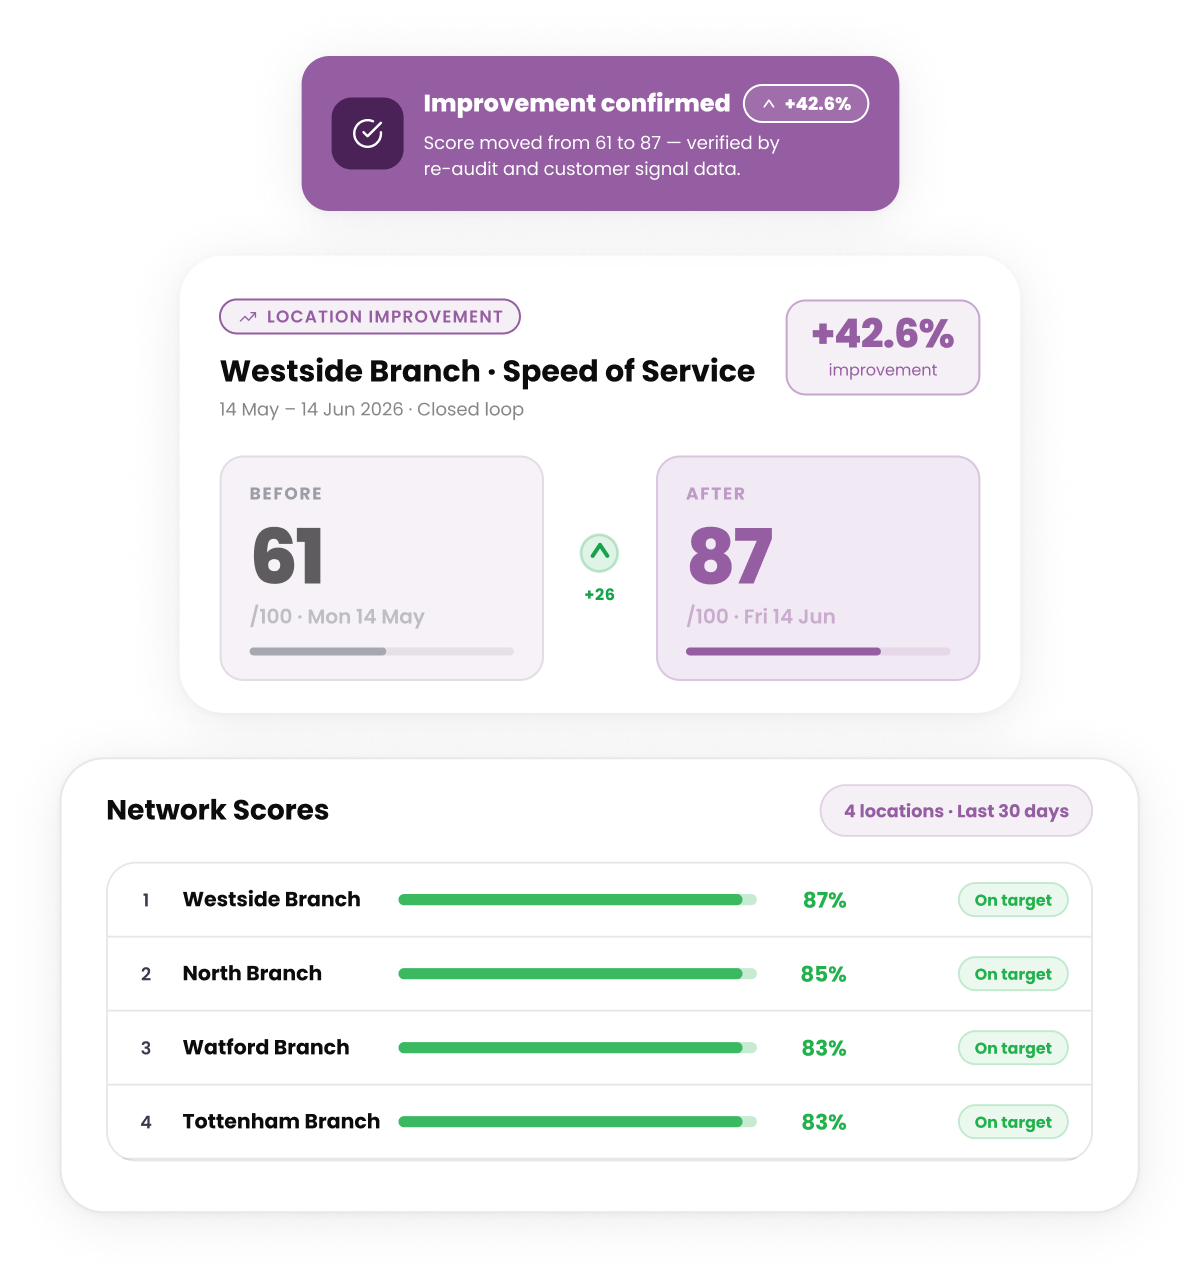 Improvement confirmed +42.6%
Score moved from 61 to 87 — verified by
re-audit and customer signal data.
LOCATION IMPROVEMENT
Westside Branch · Speed of Service
14 May – 14 Jun 2026 · Closed loop
+42.6%
improvement
BEFORE
61
/100 · Mon 14 May
+26
AFTER
87
/100 · Fri 14 Jun
Network Scores
4 locations · Last 30 days
1 Westside Branch 87% On target
2 North Branch 85% On target
3 Watford Branch 83% On target
4 Tottenham Branch 83% On target